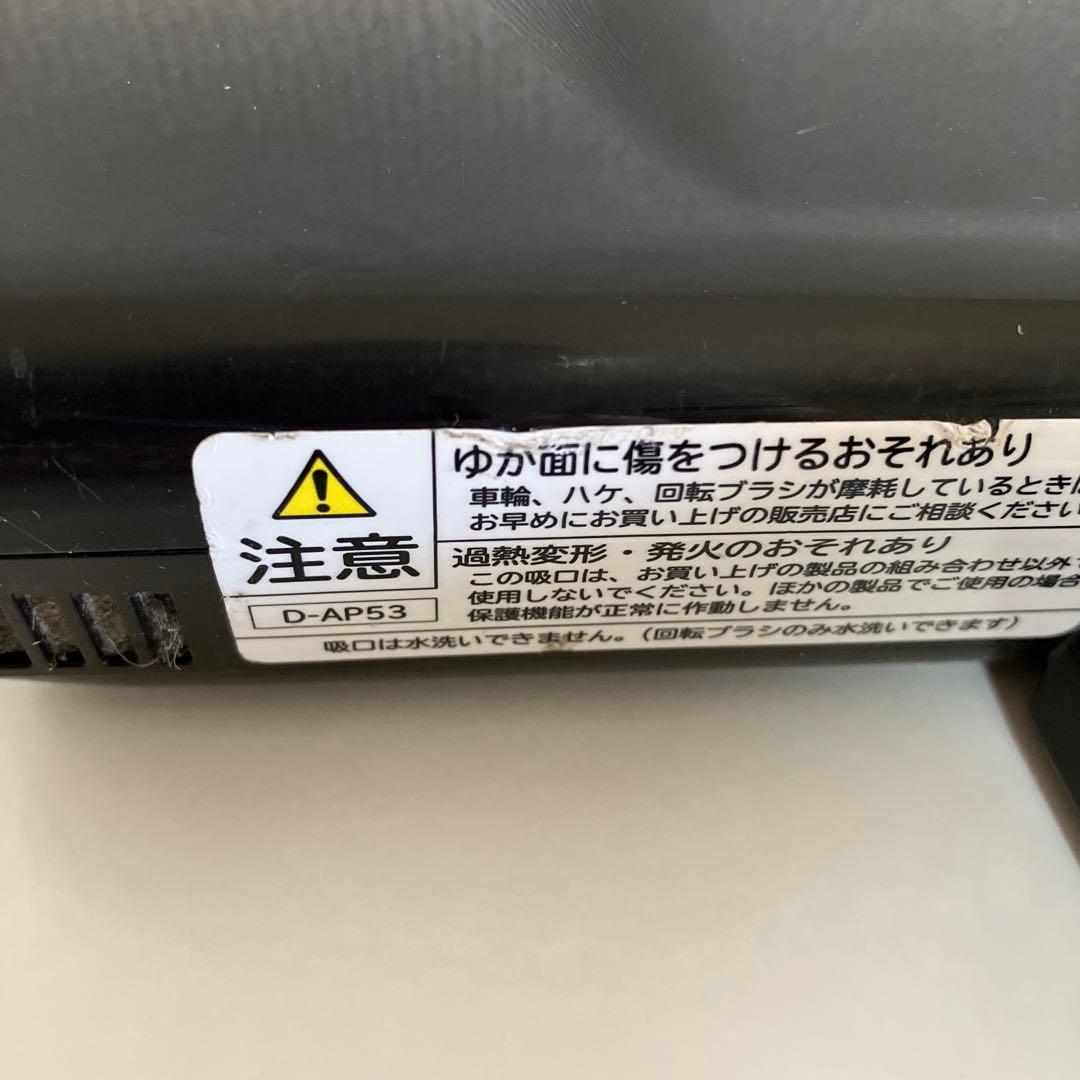 注意
D-AP53
ゆか面に傷をつけるおそれあり
車輪、ハケ、回転ブラシが摩耗しているときは
お早めにお買い上げの販売店にご相談ください
過熱変形・発火のおそれあり
この吸口は、お買い上げの製品の組み合わせ以外で
使用しないでください。ほかの製品でご使用の場合
保護機能が正常に作動しません。
吸口は水洗いできません。(回転ブラシのみ水洗いできます)